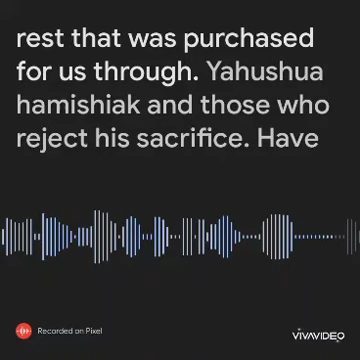 rest that was purchased
for us through. Yahushua
hamishiak and those who
reject his sacrifice. Have
Recorded on Pixel
VIVAVIDEO